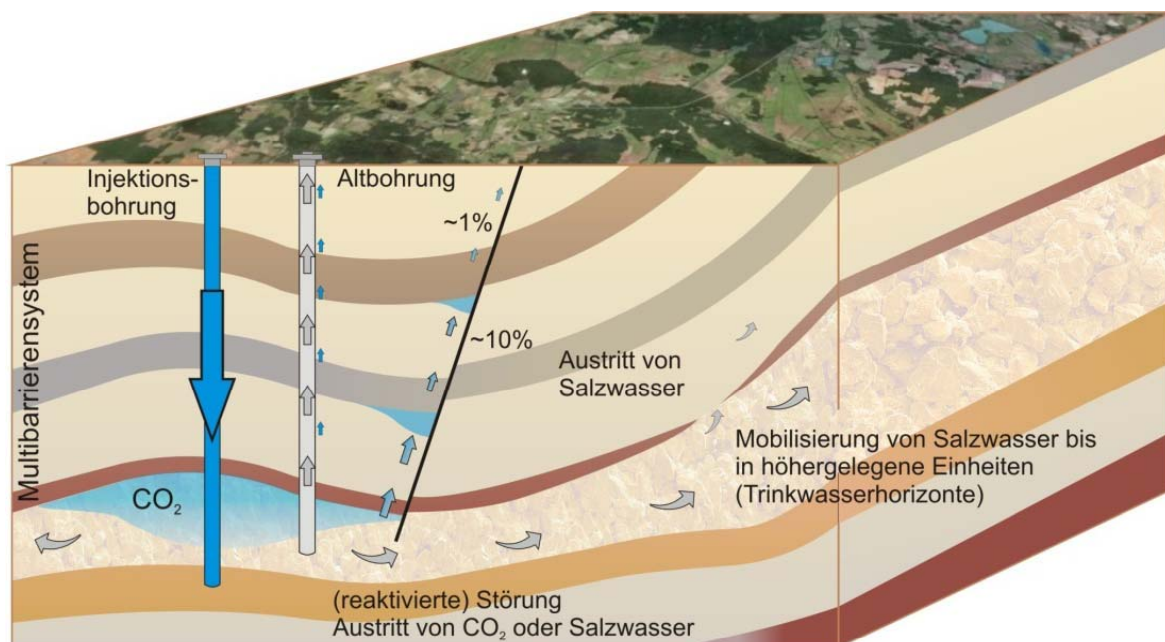 Injektions-
bohrung
Altbohrung
~1%
~10%
Multibarrierensystem
Austritt von
Salzwasser
Mobilisierung von Salzwasser bis
in höhergelegene Einheiten
(Trinkwasserhorizonte)
CO₂
(reaktivierte) Störung
Austritt von CO₂ oder Salzwasser